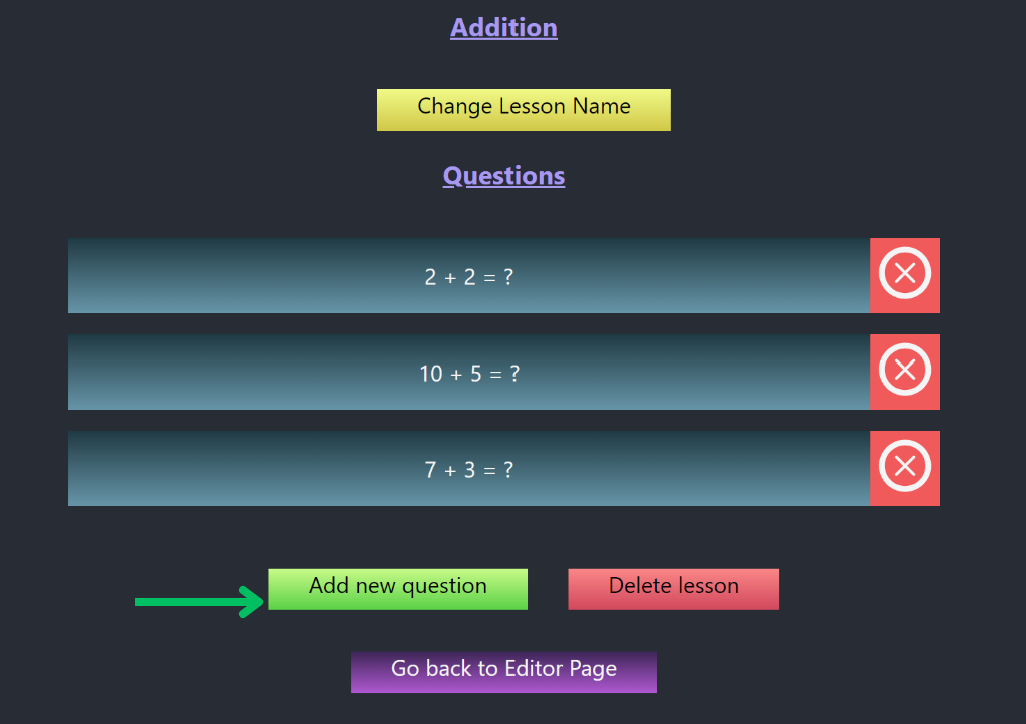 Addition
Change Lesson Name
Questions
2 + 2 = ?
10 + 5 = ?
7 + 3 = ?
Add new question
Delete lesson
Go back to Editor Page